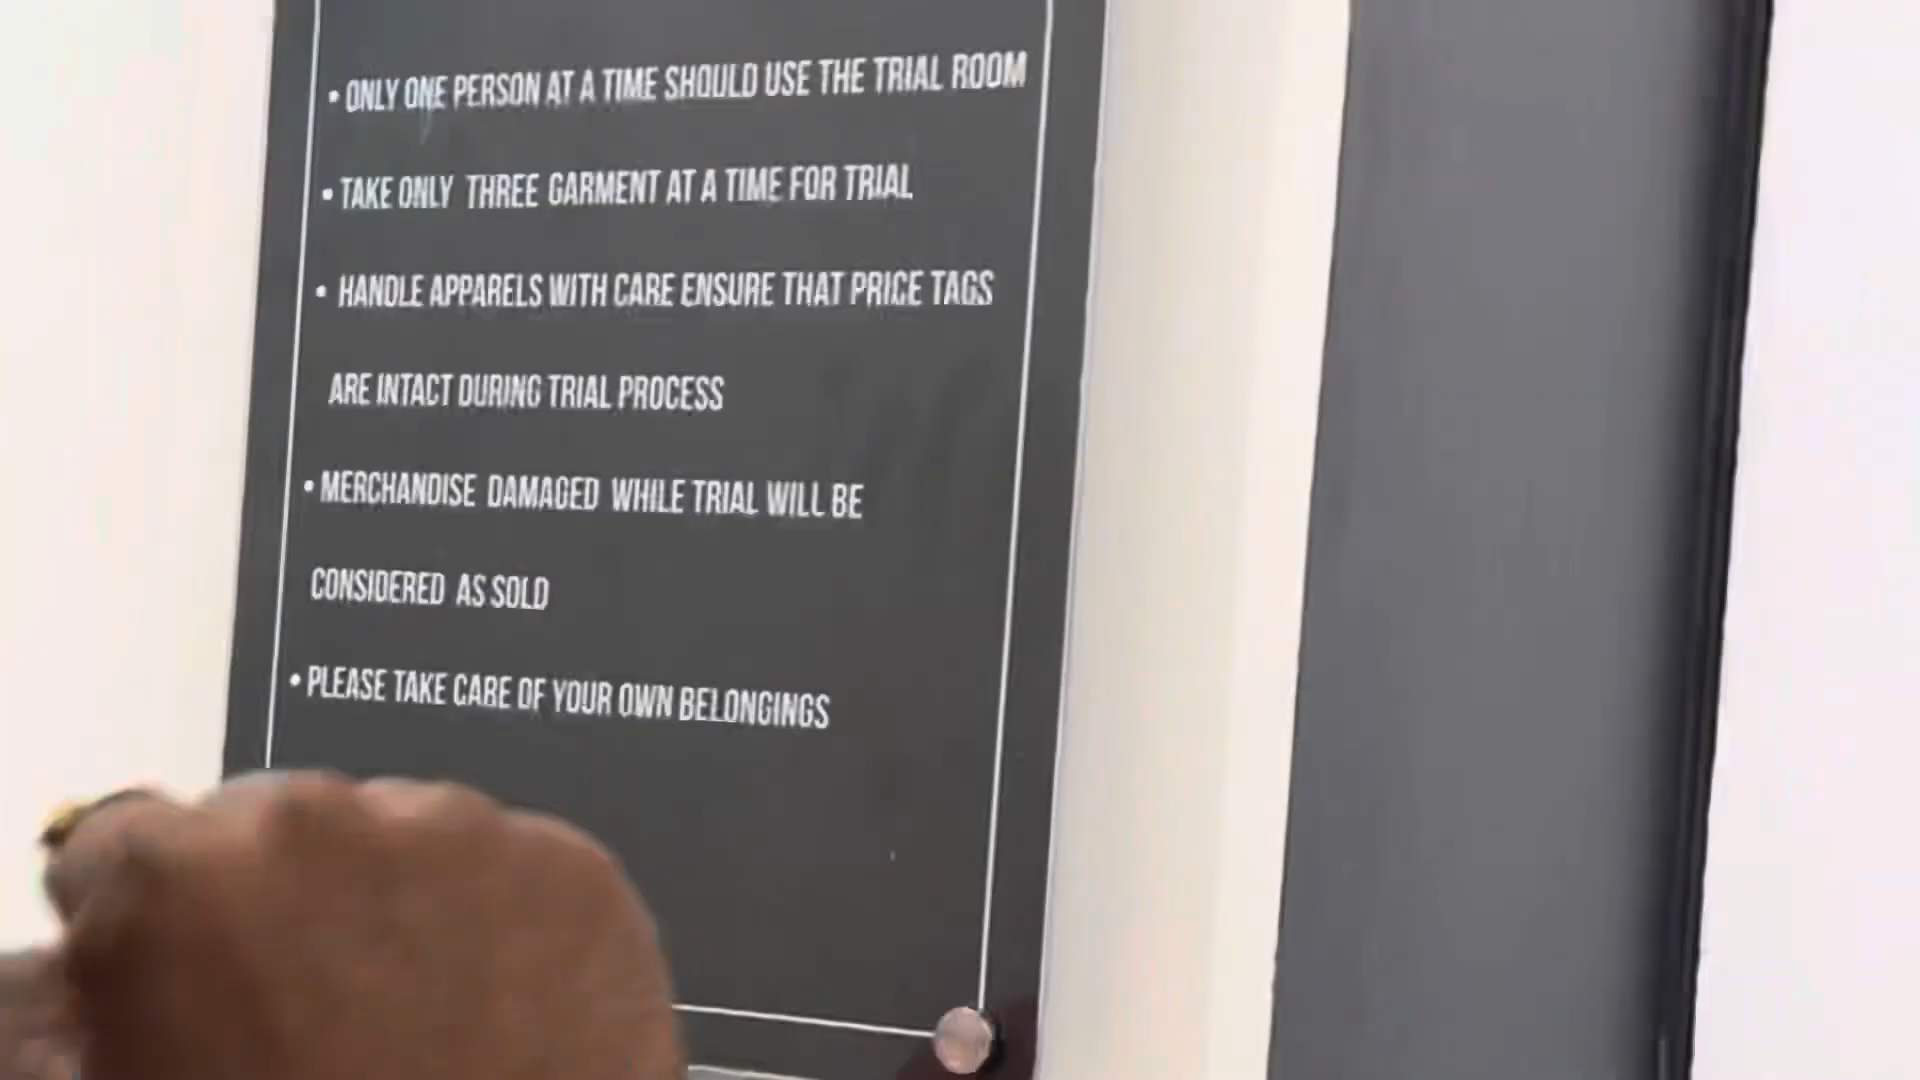 • ONLY ONE PERSON AT A TIME SHOULD USE THE TRIAL ROOM
• TAKE ONLY THREE GARMENT AT A TIME FOR TRIAL
• HANDLE APPARELS WITH CARE ENSURE THAT PRICE TAGS
ARE INTACT DURING TRIAL PROCESS
• MERCHANDISE DAMAGED WHILE TRIAL WILL BE
CONSIDERED AS SOLD
• PLEASE TAKE CARE OF YOUR OWN BELONGINGS